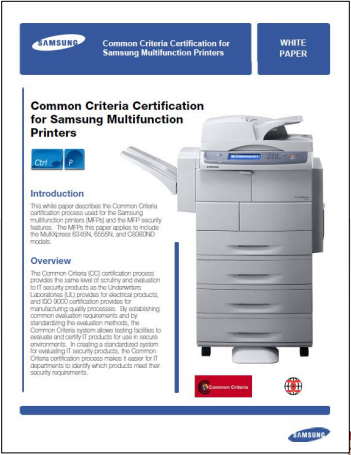 SAMSUNG
Common Criteria Certification for
Samsung Multifunction Printers
WHITE
PAPER
Common Criteria Certification
for Samsung Multifunction
Printers
Ctrl
P
Introduction
This white paper describes the Common Criteria
certification process used for the Samsung
multifunction printers (MFPs) and the MFP security
features. The MFPs this paper applies to include
the MultiXpress 6345N, 6555N, and C8380ND
models.
Overview
The Common Criteria (CC) certification process
provides the same level of scrutiny and evaluation
to IT security products as the Underwriters
Laboratories (UL) provides for electrical products,
and ISO 9000 certification provides for
manufacturing quality processes. By establishing
common evaluation requirements and by
standardizing the evaluation methods, the
Common Criteria system allows testing facilities to
evaluate and certify IT products for use in secure
environments. In creating a standardized system
for evaluating IT security products, the Common
Criteria certification process makes it easier for IT
departments to identify which products meet their
security requirements.
Common Criteria
SAMSUNG